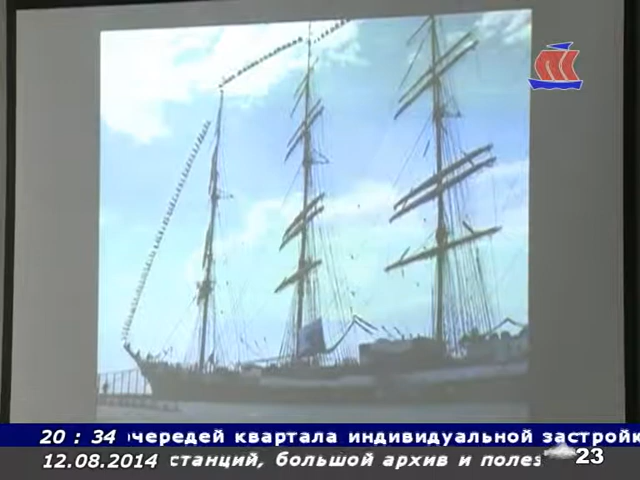 20 : 34 чередей квартала индивидуальной застройк
12.08.2014 станций, большой архив и полез 23